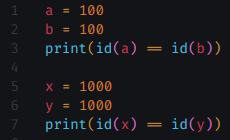 1 a = 100
2 b = 100
3 print(id(a) == id(b))
4
5 x = 1000
6 y = 1000
7 print(id(x) == id(y))